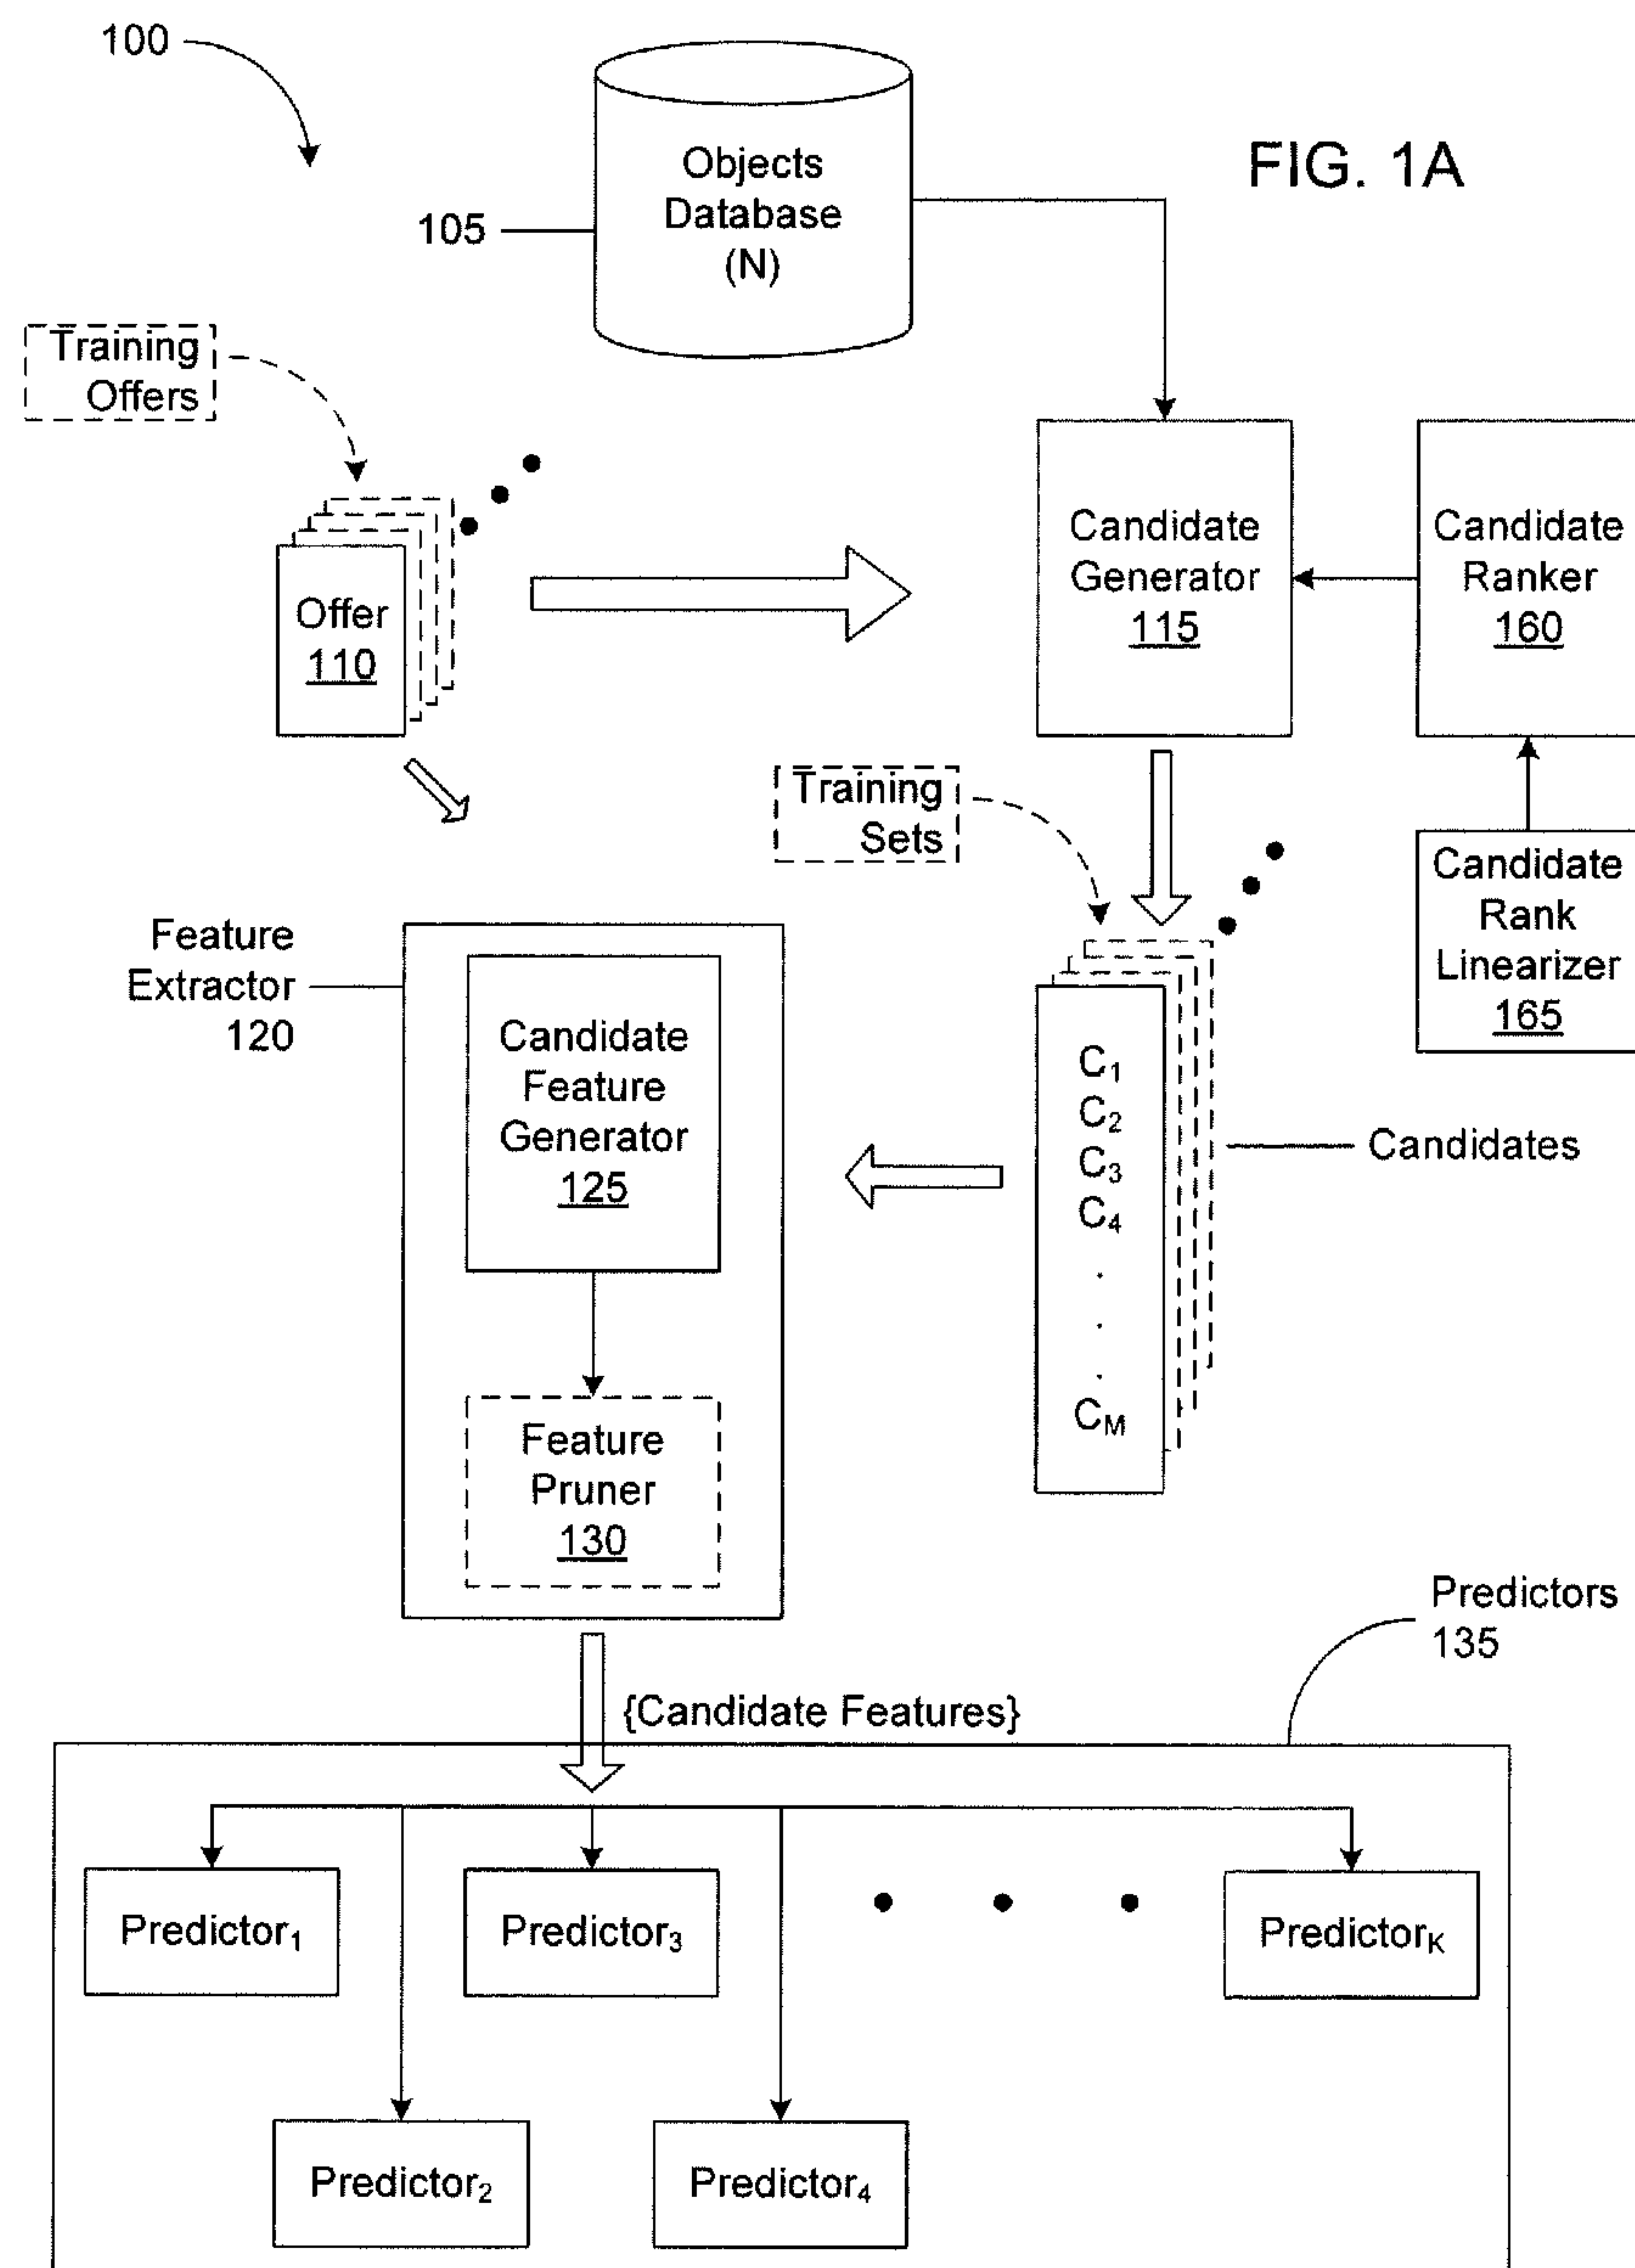 100
FIG. 1A
Objects
Database
(N)
105
Training
Offers
Offer
110
Candidate
Generator
115
Candidate
Ranker
160
Training
Sets
Candidate
Rank
Linearizer
165
Feature
Extractor
120
Candidate
Feature
Generator
125
C₁
C₂
C₃
C₄
.
.
.
C_M
Candidates
Feature
Pruner
130
Predictors
135
{Candidate Features}
Predictor₁
Predictor₃
Predictor_K
Predictor₂
Predictor₄